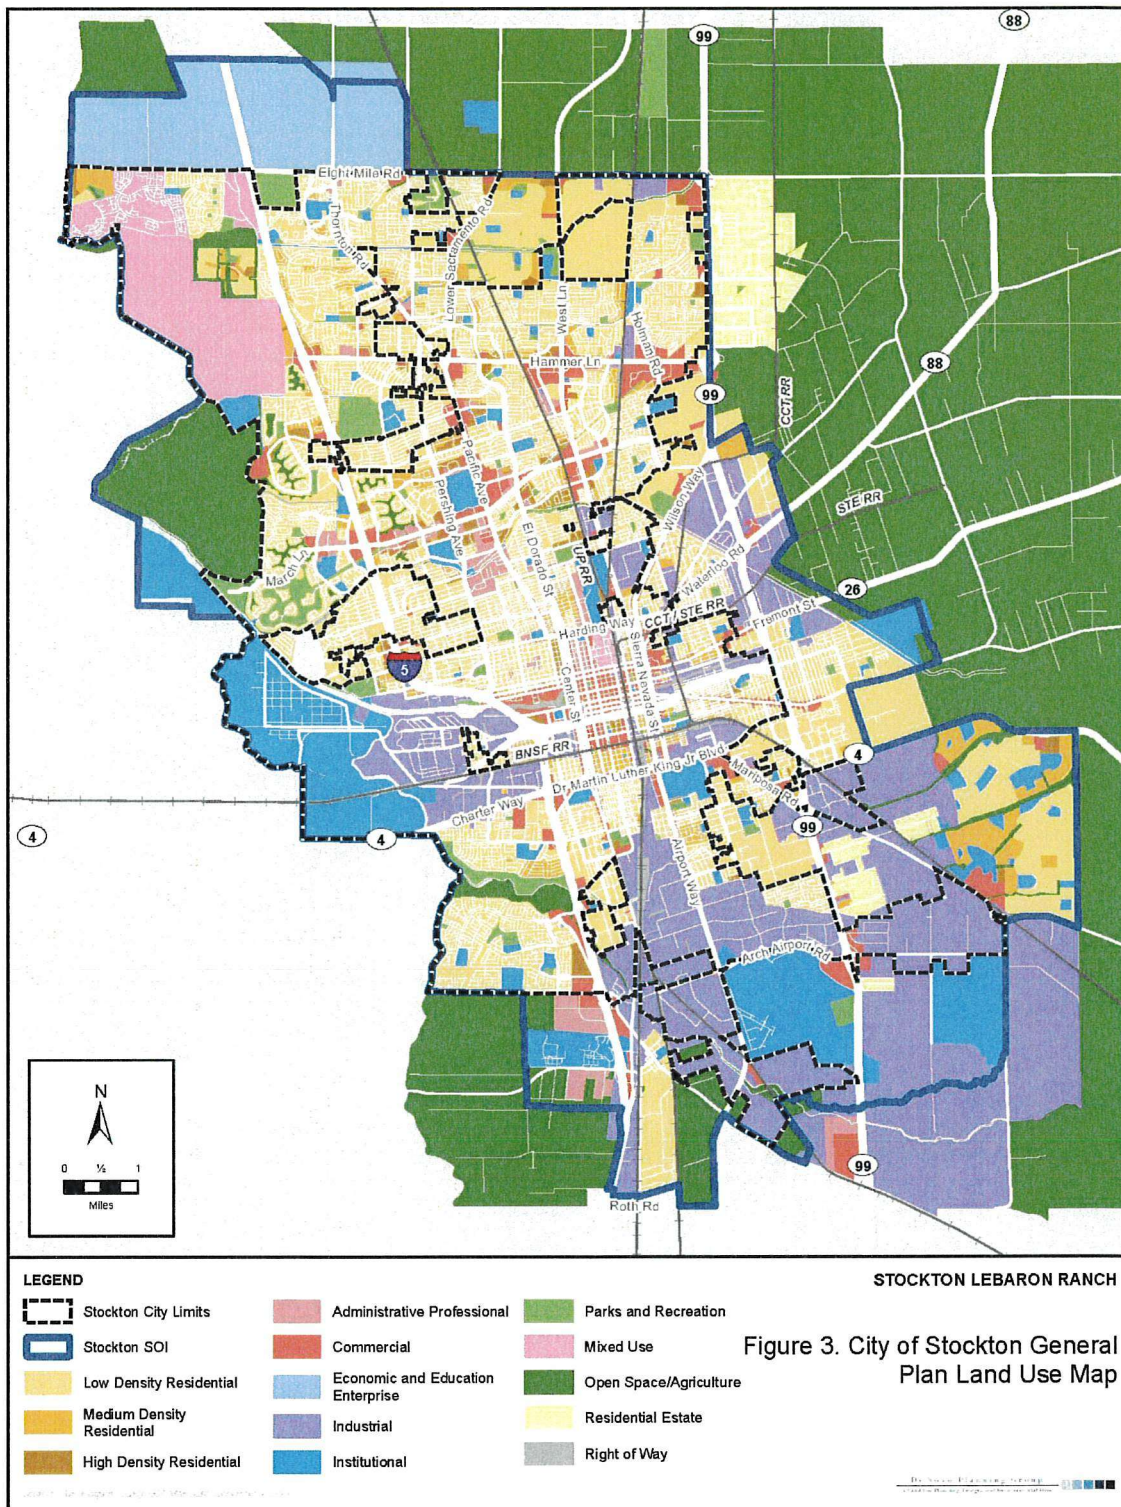 88
99
Eight Mile Rd
Thornton Rd
Lower Sacramento Rd
West Ln
Holman Rd
Hammer Ln
88
99
CCT RR
Pacific Ave
Pershing Ave
Wilson Way
STE RR
El Dorado St
UP RR
March Ln
Waterloo Rd
26
Harding Way
CCT / STE RR
Fremont St
5
Center St
Sierra Nevada St
BNSF RR
4
Dr Martin Luther King Jr Blvd
Mariposa Rd
Charter Way
99
4
4
Airport Way
Arch Airport Rd
99
Roth Rd
N
0 ½ 1
Miles
LEGEND
Stockton City Limits
Stockton SOI
Low Density Residential
Medium Density
Residential
High Density Residential
Administrative Professional
Commercial
Economic and Education
Enterprise
Industrial
Institutional
Parks and Recreation
Mixed Use
Open Space/Agriculture
Residential Estate
Right of Way
STOCKTON LEBARON RANCH
Figure 3. City of Stockton General
Plan Land Use Map
De Novo Planning Group